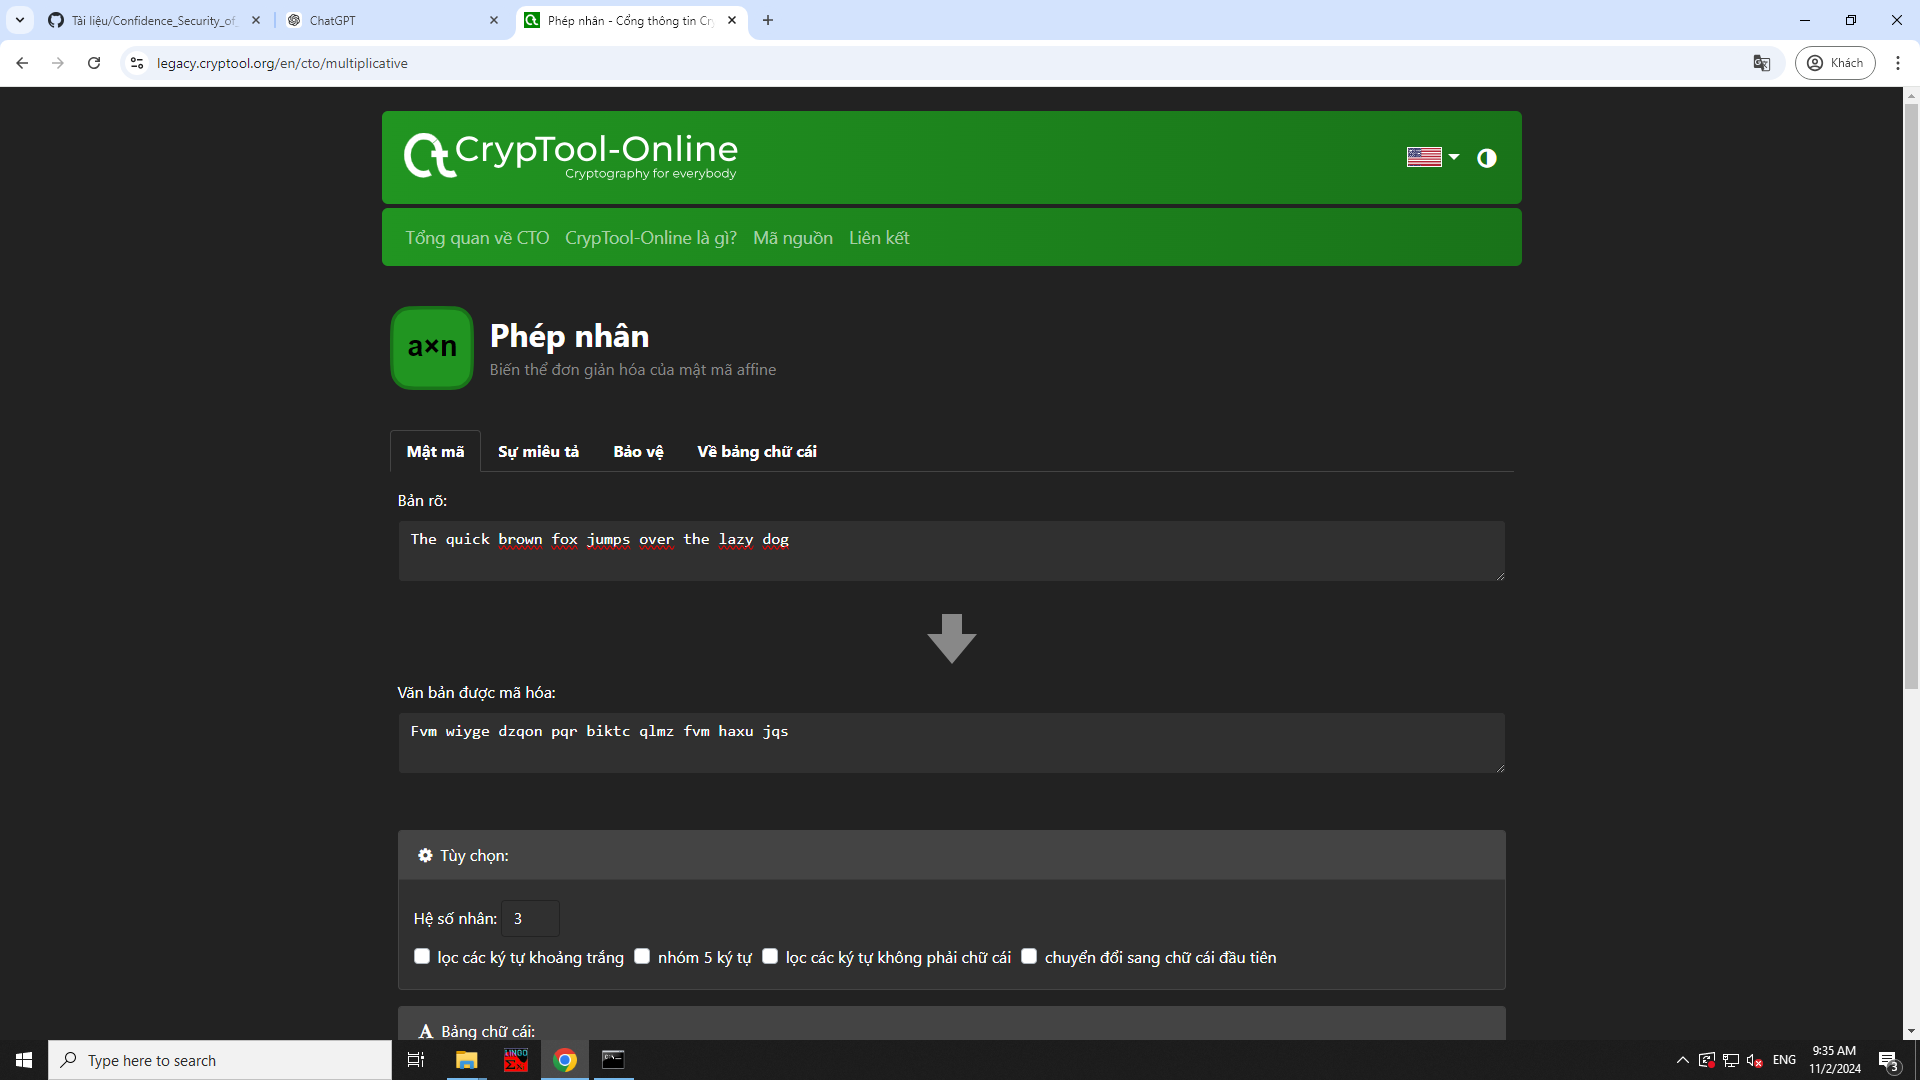 Tài liệu/Confidence_Security_of_
ChatGPT
Phép nhân - Cổng thông tin Cry
legacy.cryptool.org/en/cto/multiplicative
Khách
CrypTool-Online
Cryptography for everybody
Tổng quan về CTO CrypTool-Online là gì? Mã nguồn Liên kết
a×n
Phép nhân
Biến thể đơn giản hóa của mật mã affine
Mật mã Sự miêu tả Bảo vệ Về bảng chữ cái
Bản rõ:
The quick brown fox jumps over the lazy dog
Văn bản được mã hóa:
Fvm wiyge dzqon pqr biktc qlmz fvm haxu jqs
Tùy chọn:
Hệ số nhân: 3
lọc các ký tự khoảng trắng nhóm 5 ký tự lọc các ký tự không phải chữ cái chuyển đổi sang chữ cái đầu tiên
A Bảng chữ cái:
Type here to search
LINGO
ENG
9:35 AM
11/2/2024
3